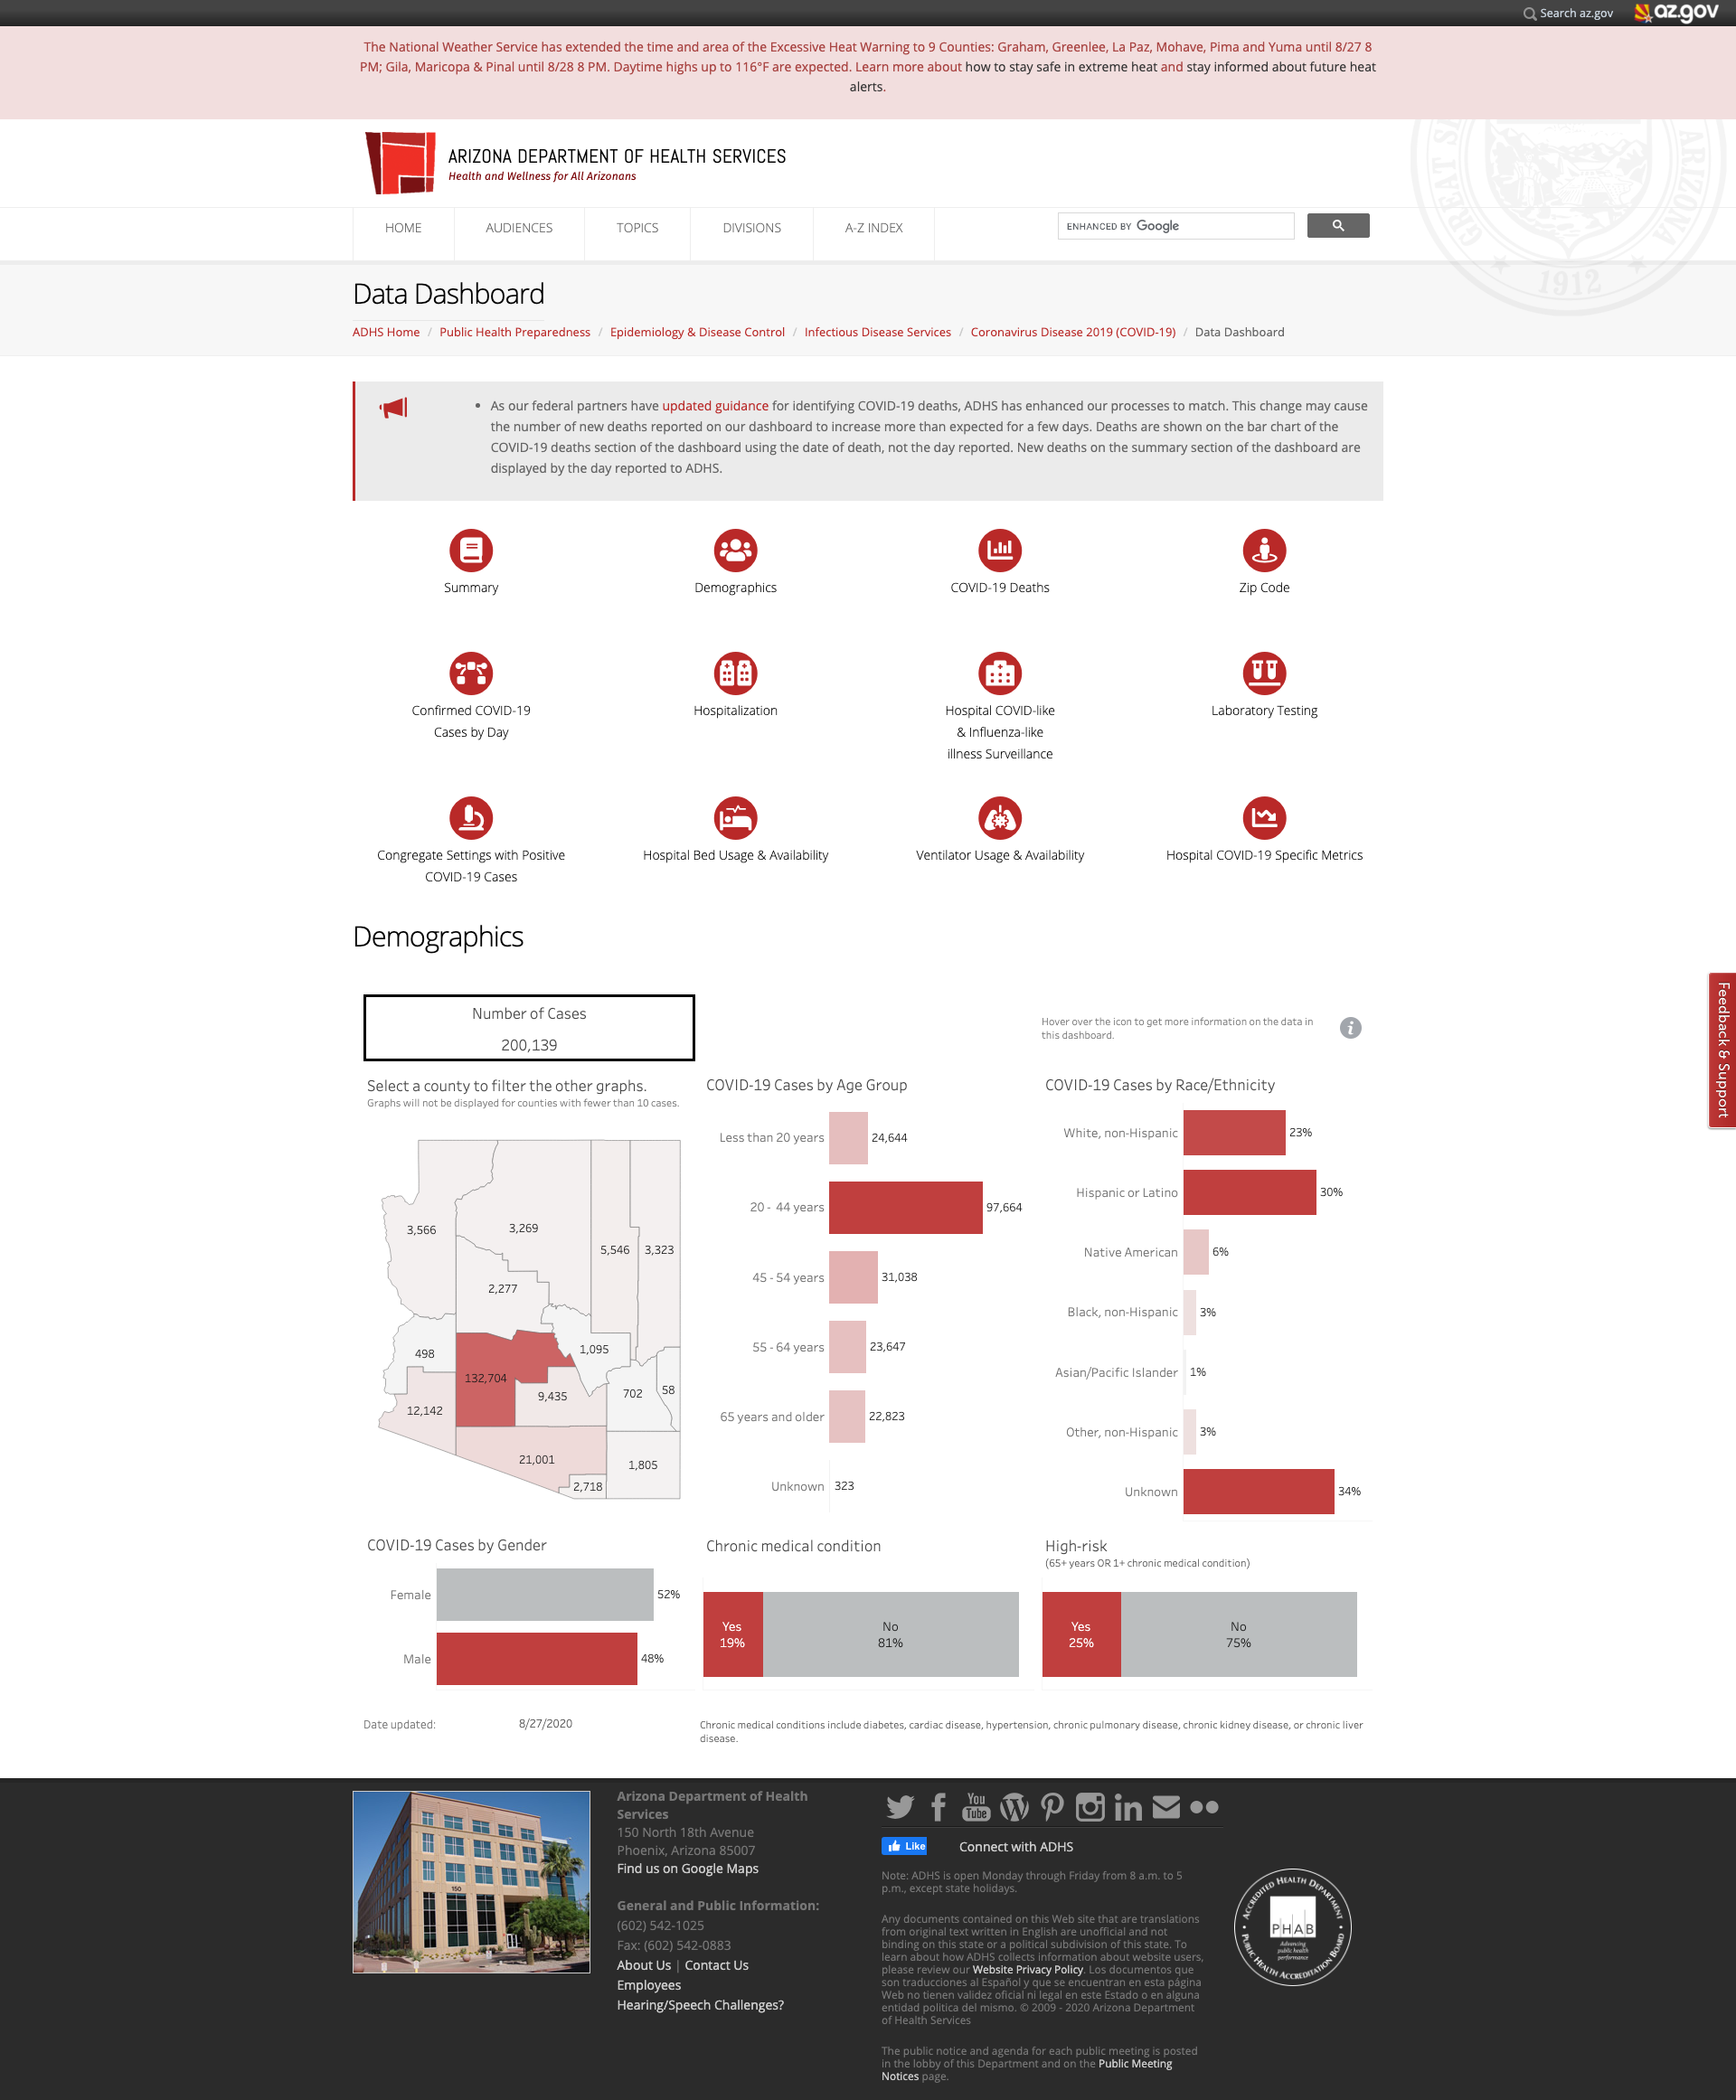 Search az.gov
az.gov
The National Weather Service has extended the time and area of the Excessive Heat Warning to 9 Counties: Graham, Greenlee, La Paz, Mohave, Pima and Yuma until 8/27 8
PM; Gila, Maricopa & Pinal until 8/28 8 PM. Daytime highs up to 116°F are expected. Learn more about how to stay safe in extreme heat and stay informed about future heat
alerts.
ARIZONA DEPARTMENT OF HEALTH SERVICES
Health and Wellness for All Arizonans
GREAT SEAL
ARIZONA
1912
HOME
AUDIENCES
TOPICS
DIVISIONS
A-Z INDEX
ENHANCED BY Google
Data Dashboard
ADHS Home / Public Health Preparedness / Epidemiology & Disease Control / Infectious Disease Services / Coronavirus Disease 2019 (COVID-19) / Data Dashboard
• As our federal partners have updated guidance for identifying COVID-19 deaths, ADHS has enhanced our processes to match. This change may cause
the number of new deaths reported on our dashboard to increase more than expected for a few days. Deaths are shown on the bar chart of the
COVID-19 deaths section of the dashboard using the date of death, not the day reported. New deaths on the summary section of the dashboard are
displayed by the day reported to ADHS.
Summary
Demographics
COVID-19 Deaths
Zip Code
Confirmed COVID-19
Cases by Day
Hospitalization
Hospital COVID-like
& Influenza-like
illness Surveillance
Laboratory Testing
Congregate Settings with Positive
COVID-19 Cases
Hospital Bed Usage & Availability
Ventilator Usage & Availability
Hospital COVID-19 Specific Metrics
Demographics
Feedback & Support
Number of Cases
200,139
Hover over the icon to get more information on the data in
this dashboard.
Select a county to filter the other graphs.
Graphs will not be displayed for counties with fewer than 10 cases.
3,566
3,269
5,546
3,323
2,277
498
1,095
132,704
9,435
702
58
12,142
21,001
1,805
2,718
COVID-19 Cases by Age Group
Less than 20 years 24,644
20 - 44 years 97,664
45 - 54 years 31,038
55 - 64 years 23,647
65 years and older 22,823
Unknown 323
COVID-19 Cases by Race/Ethnicity
White, non-Hispanic 23%
Hispanic or Latino 30%
Native American 6%
Black, non-Hispanic 3%
Asian/Pacific Islander 1%
Other, non-Hispanic 3%
Unknown 34%
COVID-19 Cases by Gender
Female 52%
Male 48%
Chronic medical condition
Yes
19%
No
81%
High-risk
(65+ years OR 1+ chronic medical condition)
Yes
25%
No
75%
Date updated: 8/27/2020
Chronic medical conditions include diabetes, cardiac disease, hypertension, chronic pulmonary disease, chronic kidney disease, or chronic liver
disease.
150
Arizona Department of Health
Services
150 North 18th Avenue
Phoenix, Arizona 85007
Find us on Google Maps
General and Public Information:
(602) 542-1025
Fax: (602) 542-0883
About Us | Contact Us
Employees
Hearing/Speech Challenges?
You
Tube
Like
Connect with ADHS
Note: ADHS is open Monday through Friday from 8 a.m. to 5
p.m., except state holidays.
Any documents contained on this Web site that are translations
from original text written in English are unofficial and not
binding on this state or a political subdivision of this state. To
learn about how ADHS collects information about website users,
please review our Website Privacy Policy. Los documentos que
son traducciones al Español y que se encuentran en esta página
Web no tienen validez oficial ni legal en este Estado o en alguna
entidad politica del mismo. © 2009 - 2020 Arizona Department
of Health Services
The public notice and agenda for each public meeting is posted
in the lobby of this Department and on the Public Meeting
Notices page.
ACCREDITED HEALTH DEPARTMENT
PHAB
Advancing
public health
performance
PUBLIC HEALTH ACCREDITATION BOARD